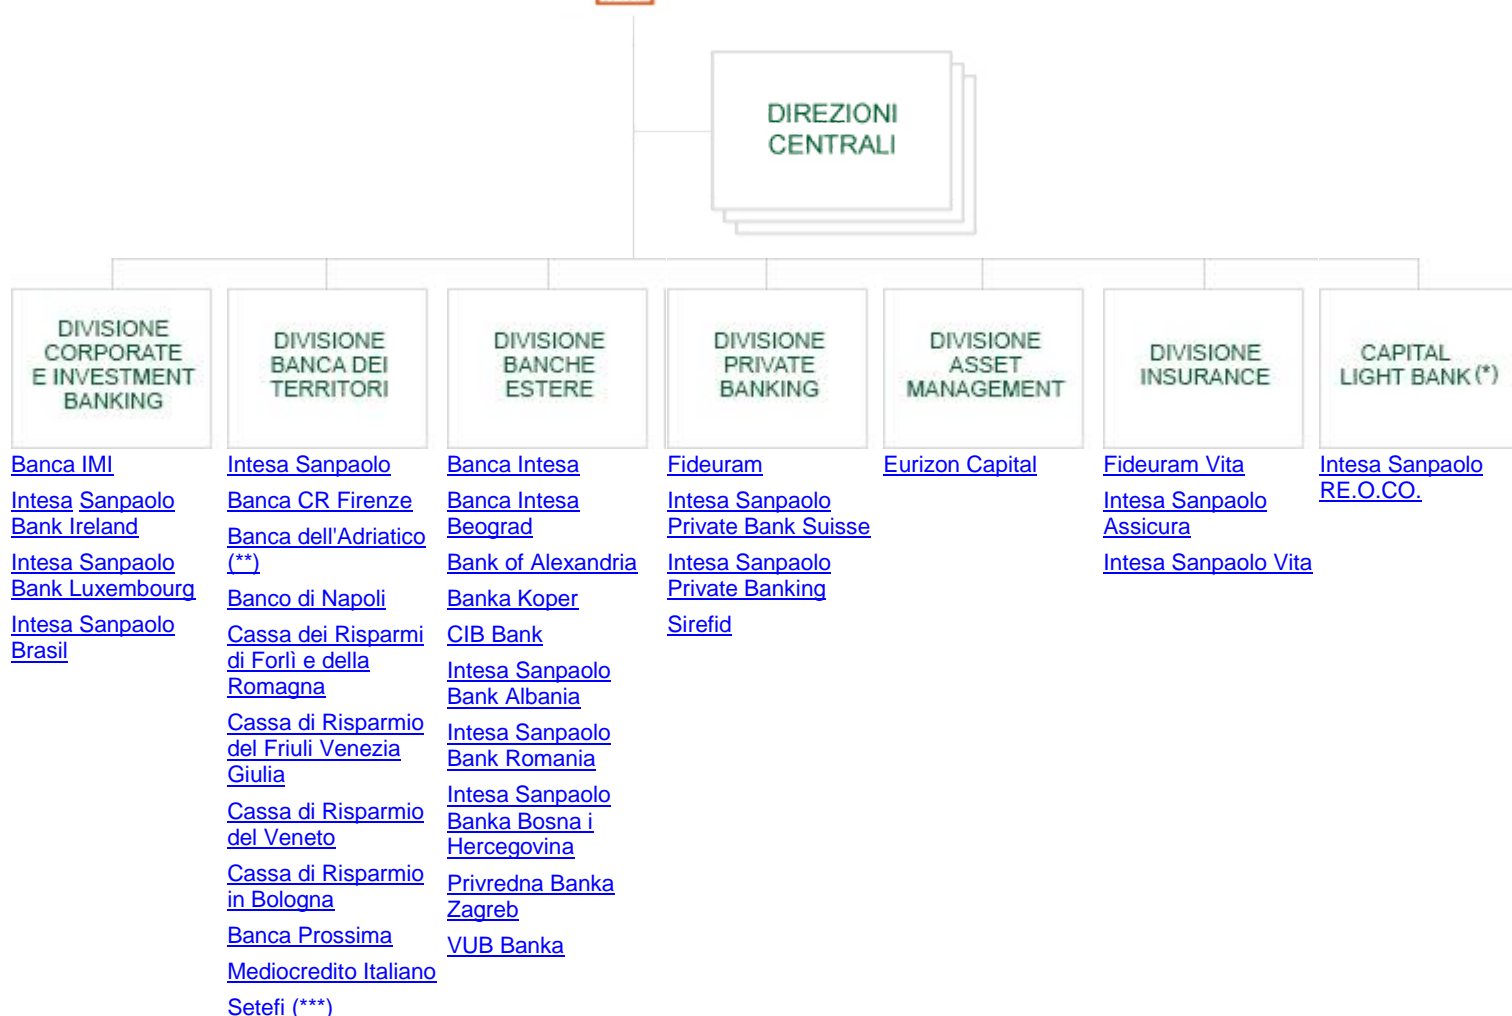 DIREZIONI
CENTRALI
DIVISIONE
CORPORATE
E INVESTMENT
BANKING
Banca IMI
Intesa Sanpaolo
Bank Ireland
Intesa Sanpaolo
Bank Luxembourg
Intesa Sanpaolo
Brasil
DIVISIONE
BANCA DEI
TERRITORI
Intesa Sanpaolo
Banca CR Firenze
Banca dell'Adriatico
(**)
Banco di Napoli
Cassa dei Risparmi
di Forlì e della
Romagna
Cassa di Risparmio
del Friuli Venezia
Giulia
Cassa di Risparmio
del Veneto
Cassa di Risparmio
in Bologna
Banca Prossima
Mediocredito Italiano
Setefi (***)
DIVISIONE
BANCHE
ESTERE
Banca Intesa
Banca Intesa
Beograd
Bank of Alexandria
Banka Koper
CIB Bank
Intesa Sanpaolo
Bank Albania
Intesa Sanpaolo
Bank Romania
Intesa Sanpaolo
Banka Bosna i
Hercegovina
Privredna Banka
Zagreb
VUB Banka
DIVISIONE
PRIVATE
BANKING
Fideuram
Intesa Sanpaolo
Private Bank Suisse
Intesa Sanpaolo
Private Banking
Sirefid
DIVISIONE
ASSET
MANAGEMENT
Eurizon Capital
DIVISIONE
INSURANCE
Fideuram Vita
Intesa Sanpaolo
Assicura
Intesa Sanpaolo Vita
CAPITAL
LIGHT BANK (*)
Intesa Sanpaolo
RE.O.CO.